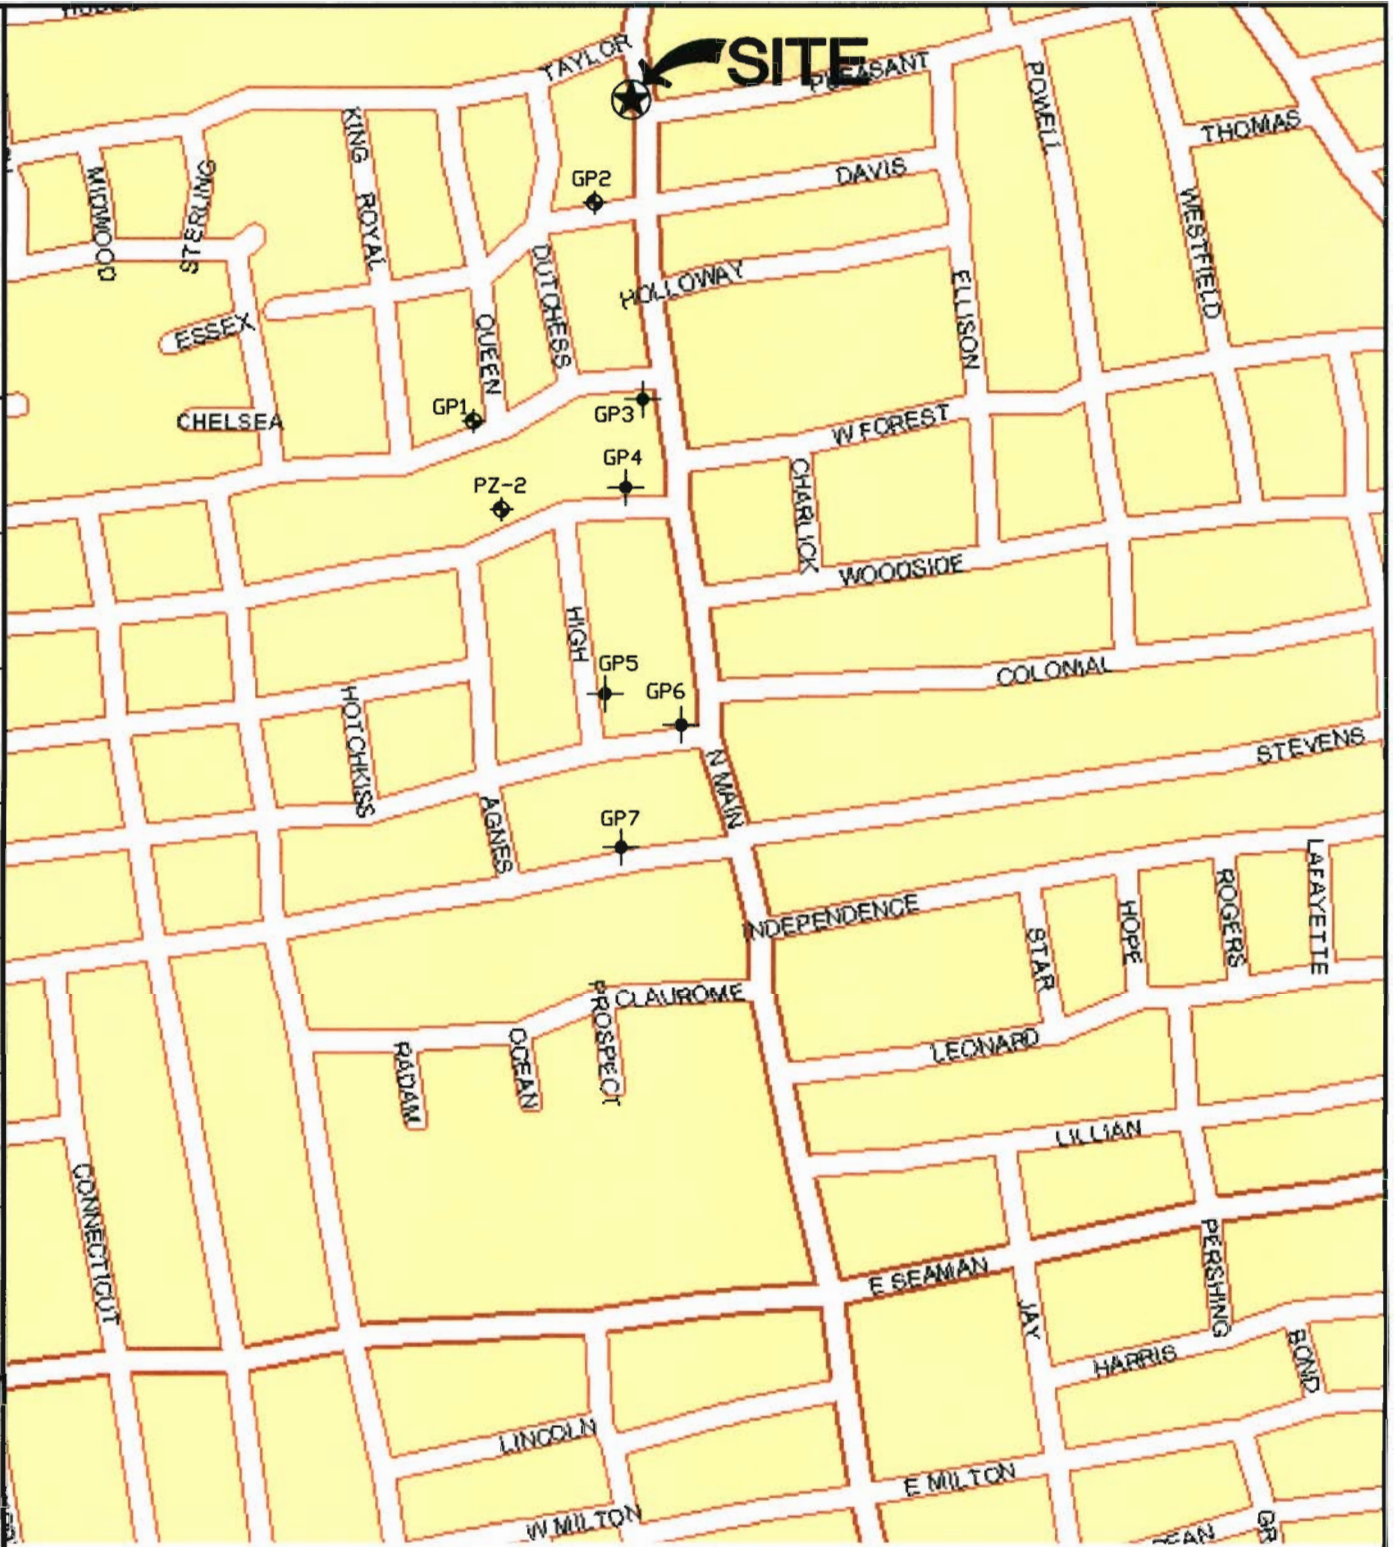 TAYLOR
SITE
PLEASANT
POWELL
THOMAS
KING
ROYAL
MIDWOOD
STERLING
GP2
DAVIS
WESTFIELD
DUTCHESS
HOLLOWAY
ELLISON
ESSEX
QUEEN
CHELSEA
GP1
GP3
W FOREST
GP4
CHARLICK
PZ-2
WOODSIDE
HIGH
GP5
GP6
COLONIAL
HOTCHKISS
STEVENS
N MAIN
AGNES
GP7
LAFAYETTE
ROGERS
HOPE
INDEPENDENCE
STAR
PROSPECT
CLAUROME
OCEAN
RADAM
LEONARD
LILLIAN
CONNECTICUT
PERSHING
E SEAMAN
JAY
BOND
HARRIS
LINCOLN
E MILTON
W MILTON
GR